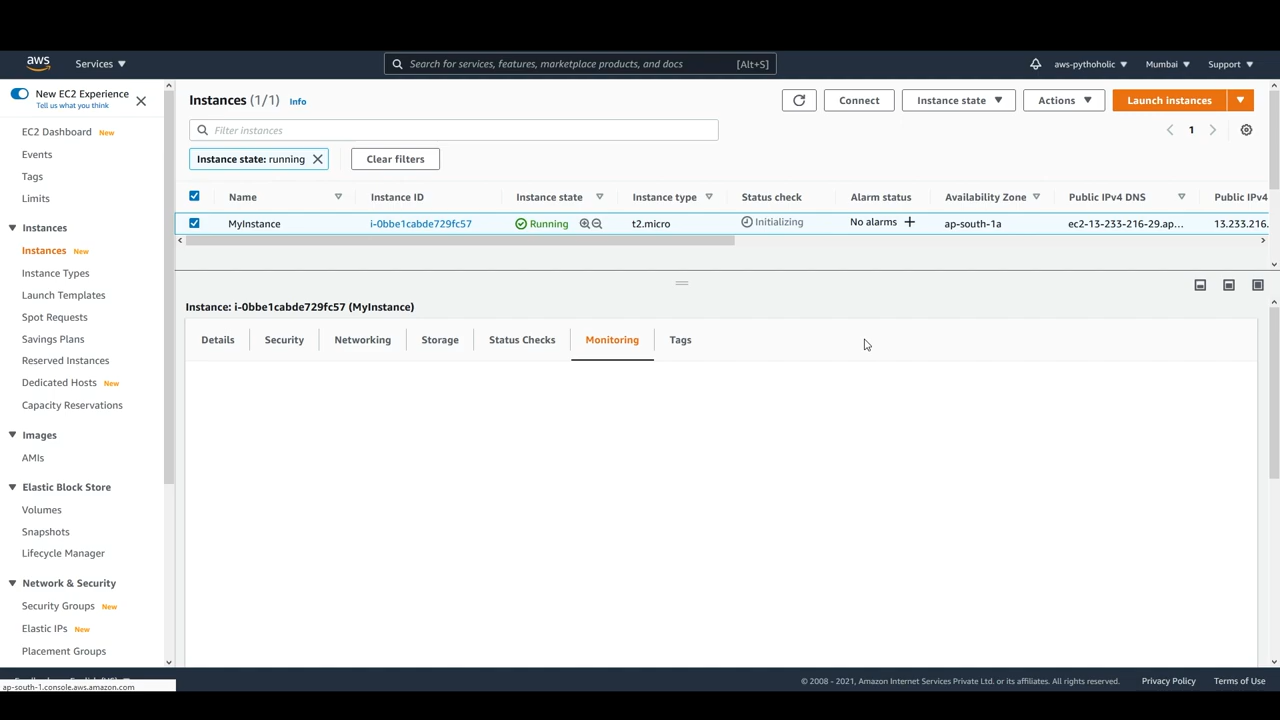 aws
Services
Search for services, features, marketplace products, and docs
[Alt+S]
aws-pythoholic
Mumbai
Support
New EC2 Experience
Tell us what you think
EC2 Dashboard New
Events
Tags
Limits
Instances
Instances New
Instance Types
Launch Templates
Spot Requests
Savings Plans
Reserved Instances
Dedicated Hosts New
Capacity Reservations
Images
AMIs
Elastic Block Store
Volumes
Snapshots
Lifecycle Manager
Network & Security
Security Groups New
Elastic IPs New
Placement Groups
Instances (1/1) Info
Connect
Instance state
Actions
Launch instances
Filter instances
1
Instance state: running
Clear filters
Name Instance ID Instance state Instance type Status check Alarm status Availability Zone Public IPv4 DNS Public IPv4
MyInstance i-0bbe1cabde729fc57 Running t2.micro Initializing No alarms + ap-south-1a ec2-13-233-216-29.ap... 13.233.216.
Instance: i-0bbe1cabde729fc57 (MyInstance)
Details Security Networking Storage Status Checks Monitoring Tags
ap-south-1.console.aws.amazon.com
© 2008 - 2021, Amazon Internet Services Private Ltd. or its affiliates. All rights reserved.
Privacy Policy
Terms of Use